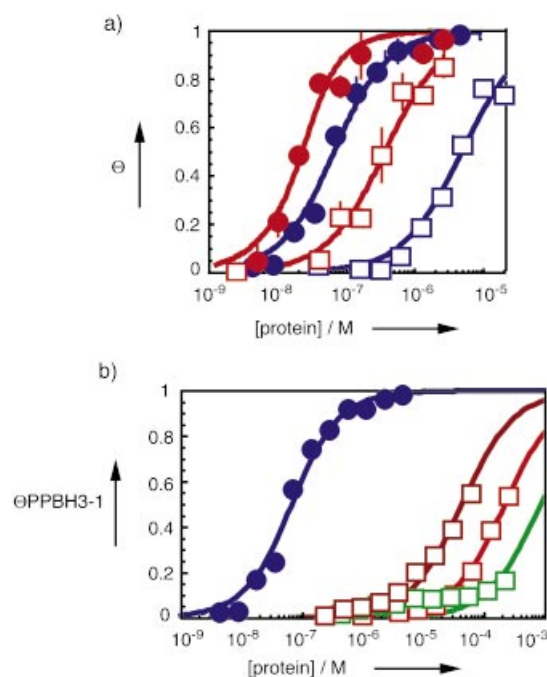 a)
1
0.8
0.6
0.4
0.2
0
Θ
10⁻⁹ 10⁻⁸ 10⁻⁷ 10⁻⁶ 10⁻⁵
[protein] / M
b)
1
0.8
0.6
0.4
0.2
0
ΘPPBH3-1
10⁻⁹ 10⁻⁸ 10⁻⁷ 10⁻⁶ 10⁻⁵ 10⁻⁴ 10⁻³
[protein] / M